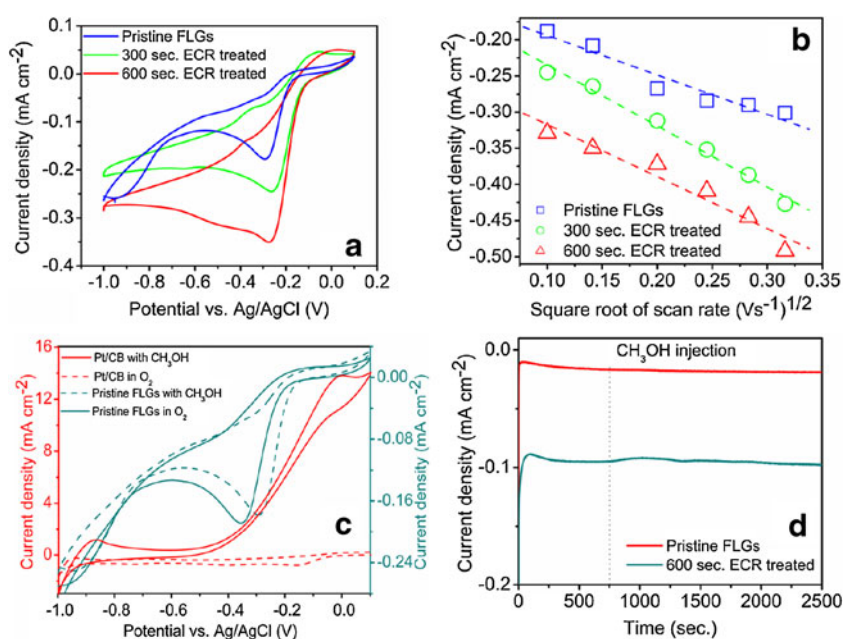 0.1
0.0
-0.1
-0.2
-0.3
-0.4
Current density (mA cm-2)
Pristine FLGs
300 sec. ECR treated
600 sec. ECR treated
a
-1.0 -0.8 -0.6 -0.4 -0.2 0.0 0.2
Potential vs. Ag/AgCl (V)
-0.20
-0.25
-0.30
-0.35
-0.40
-0.45
-0.50
Current density (mA cm-2)
b
Pristine FLGs
300 sec. ECR treated
600 sec. ECR treated
0.10 0.15 0.20 0.25 0.30 0.35
Square root of scan rate (Vs-1)1/2
16
12
8
4
0
Current density (mA cm-2)
Pt/CB with CH3OH
Pt/CB in O2
Pristine FLGs with CH3OH
Pristine FLGs in O2
c
0.00
-0.08
-0.16
-0.24
Current density (mA cm-2)
-1.0 -0.8 -0.6 -0.4 -0.2 0.0
Potential vs. Ag/AgCl (V)
0.0
-0.1
-0.2
Current density (mA cm-2)
CH3OH injection
d
Pristine FLGs
600 sec. ECR treated
0 500 1000 1500 2000 2500
Time (sec.)